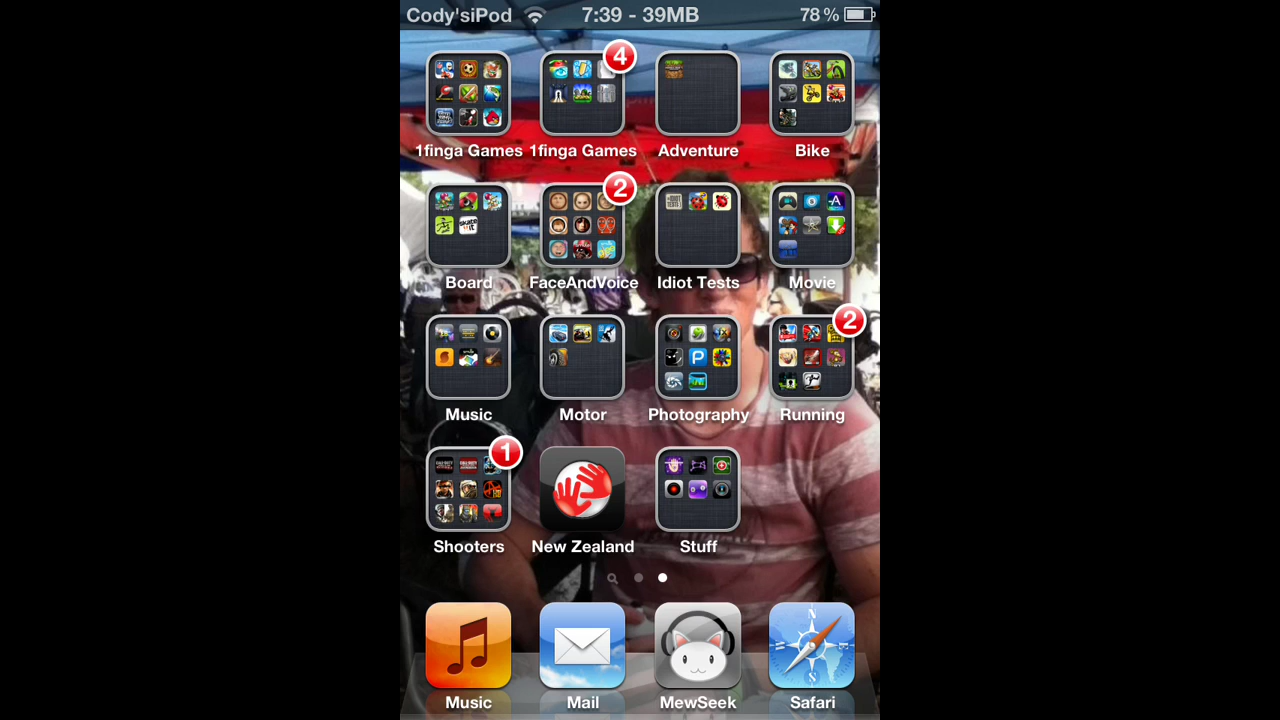 Cody'siPod 7:39 - 39MB 78 %
4
1finga Games 1finga Games Adventure Bike
2
Board FaceAndVoice Idiot Tests Movie
2
Music Motor Photography Running
1
Shooters New Zealand Stuff
N
S
Music Mail MewSeek Safari